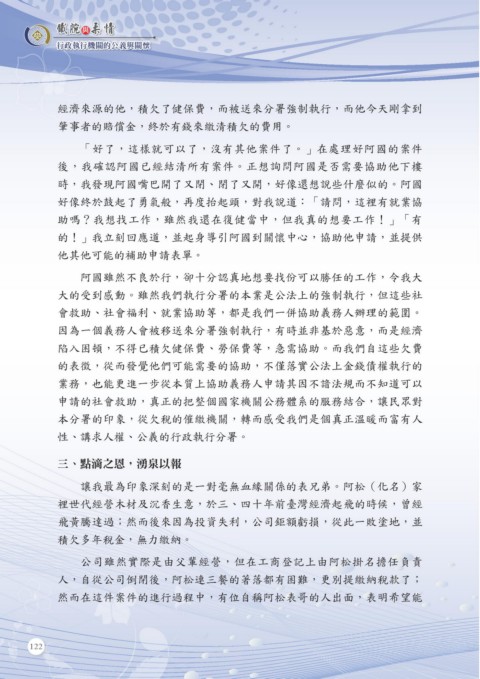 鐵腕與柔情
行政執行機關的公義與關懷
經濟來源的他，積欠了健保費，而被送來分署強制執行，而他今天剛拿到
肇事者的賠償金，終於有錢來繳清積欠的費用。
「好了，這樣就可以了，沒有其他案件了。」在處理好阿國的案件
後，我確認阿國已經結清所有案件。正想詢問阿國是否需要協助他下樓
時，我發現阿國嘴巴開了又閉、閉了又開，好像還想說些什麼似的。阿國
好像終於鼓起了勇氣般，再度抬起頭，對我說道：「請問，這裡有就業協
助嗎？我想找工作，雖然我還在復健當中，但我真的想要工作！」「有
的！」我立刻回應道，並起身導引阿國到關懷中心，協助他申請，並提供
他其他可能的補助申請表單。
阿國雖然不良於行，卻十分認真地想要找份可以勝任的工作，令我大
大的受到感動。雖然我們執行分署的本業是公法上的強制執行，但這些社
會救助、社會福利、就業協助等，都是我們一併協助義務人辦理的範圍。
因為一個義務人會被移送來分署強制執行，有時並非基於惡意，而是經濟
陷入困頓，不得已積欠健保費、勞保費等，急需協助。而我們自這些欠費
的表徵，從而發覺他們可能需要的協助，不僅落實公法上金錢債權執行的
業務，也能更進一步從本質上協助義務人申請其因不諳法規而不知道可以
申請的社會救助，真正的把整個國家機關公務體系的服務結合，讓民眾對
本分署的印象，從欠稅的催繳機關，轉而感受我們是個真正溫暖而富有人
性、講求人權、公義的行政執行分署。
三、點滴之恩，湧泉以報
讓我最為印象深刻的是一對毫無血緣關係的表兄弟。阿松（化名）家
裡世代經營木材及沉香生意，於三、四十年前臺灣經濟起飛的時候，曾經
飛黃騰達過；然而後來因為投資失利，公司鉅額虧損，從此一敗塗地，並
積欠多年稅金，無力繳納。
公司雖然實際是由父輩經營，但在工商登記上由阿松掛名擔任負責
人，自從公司倒閉後，阿松連三餐的著落都有困難，更別提繳納稅款了；
然而在這件案件的進行過程中，有位自稱阿松表哥的人出面，表明希望能
122